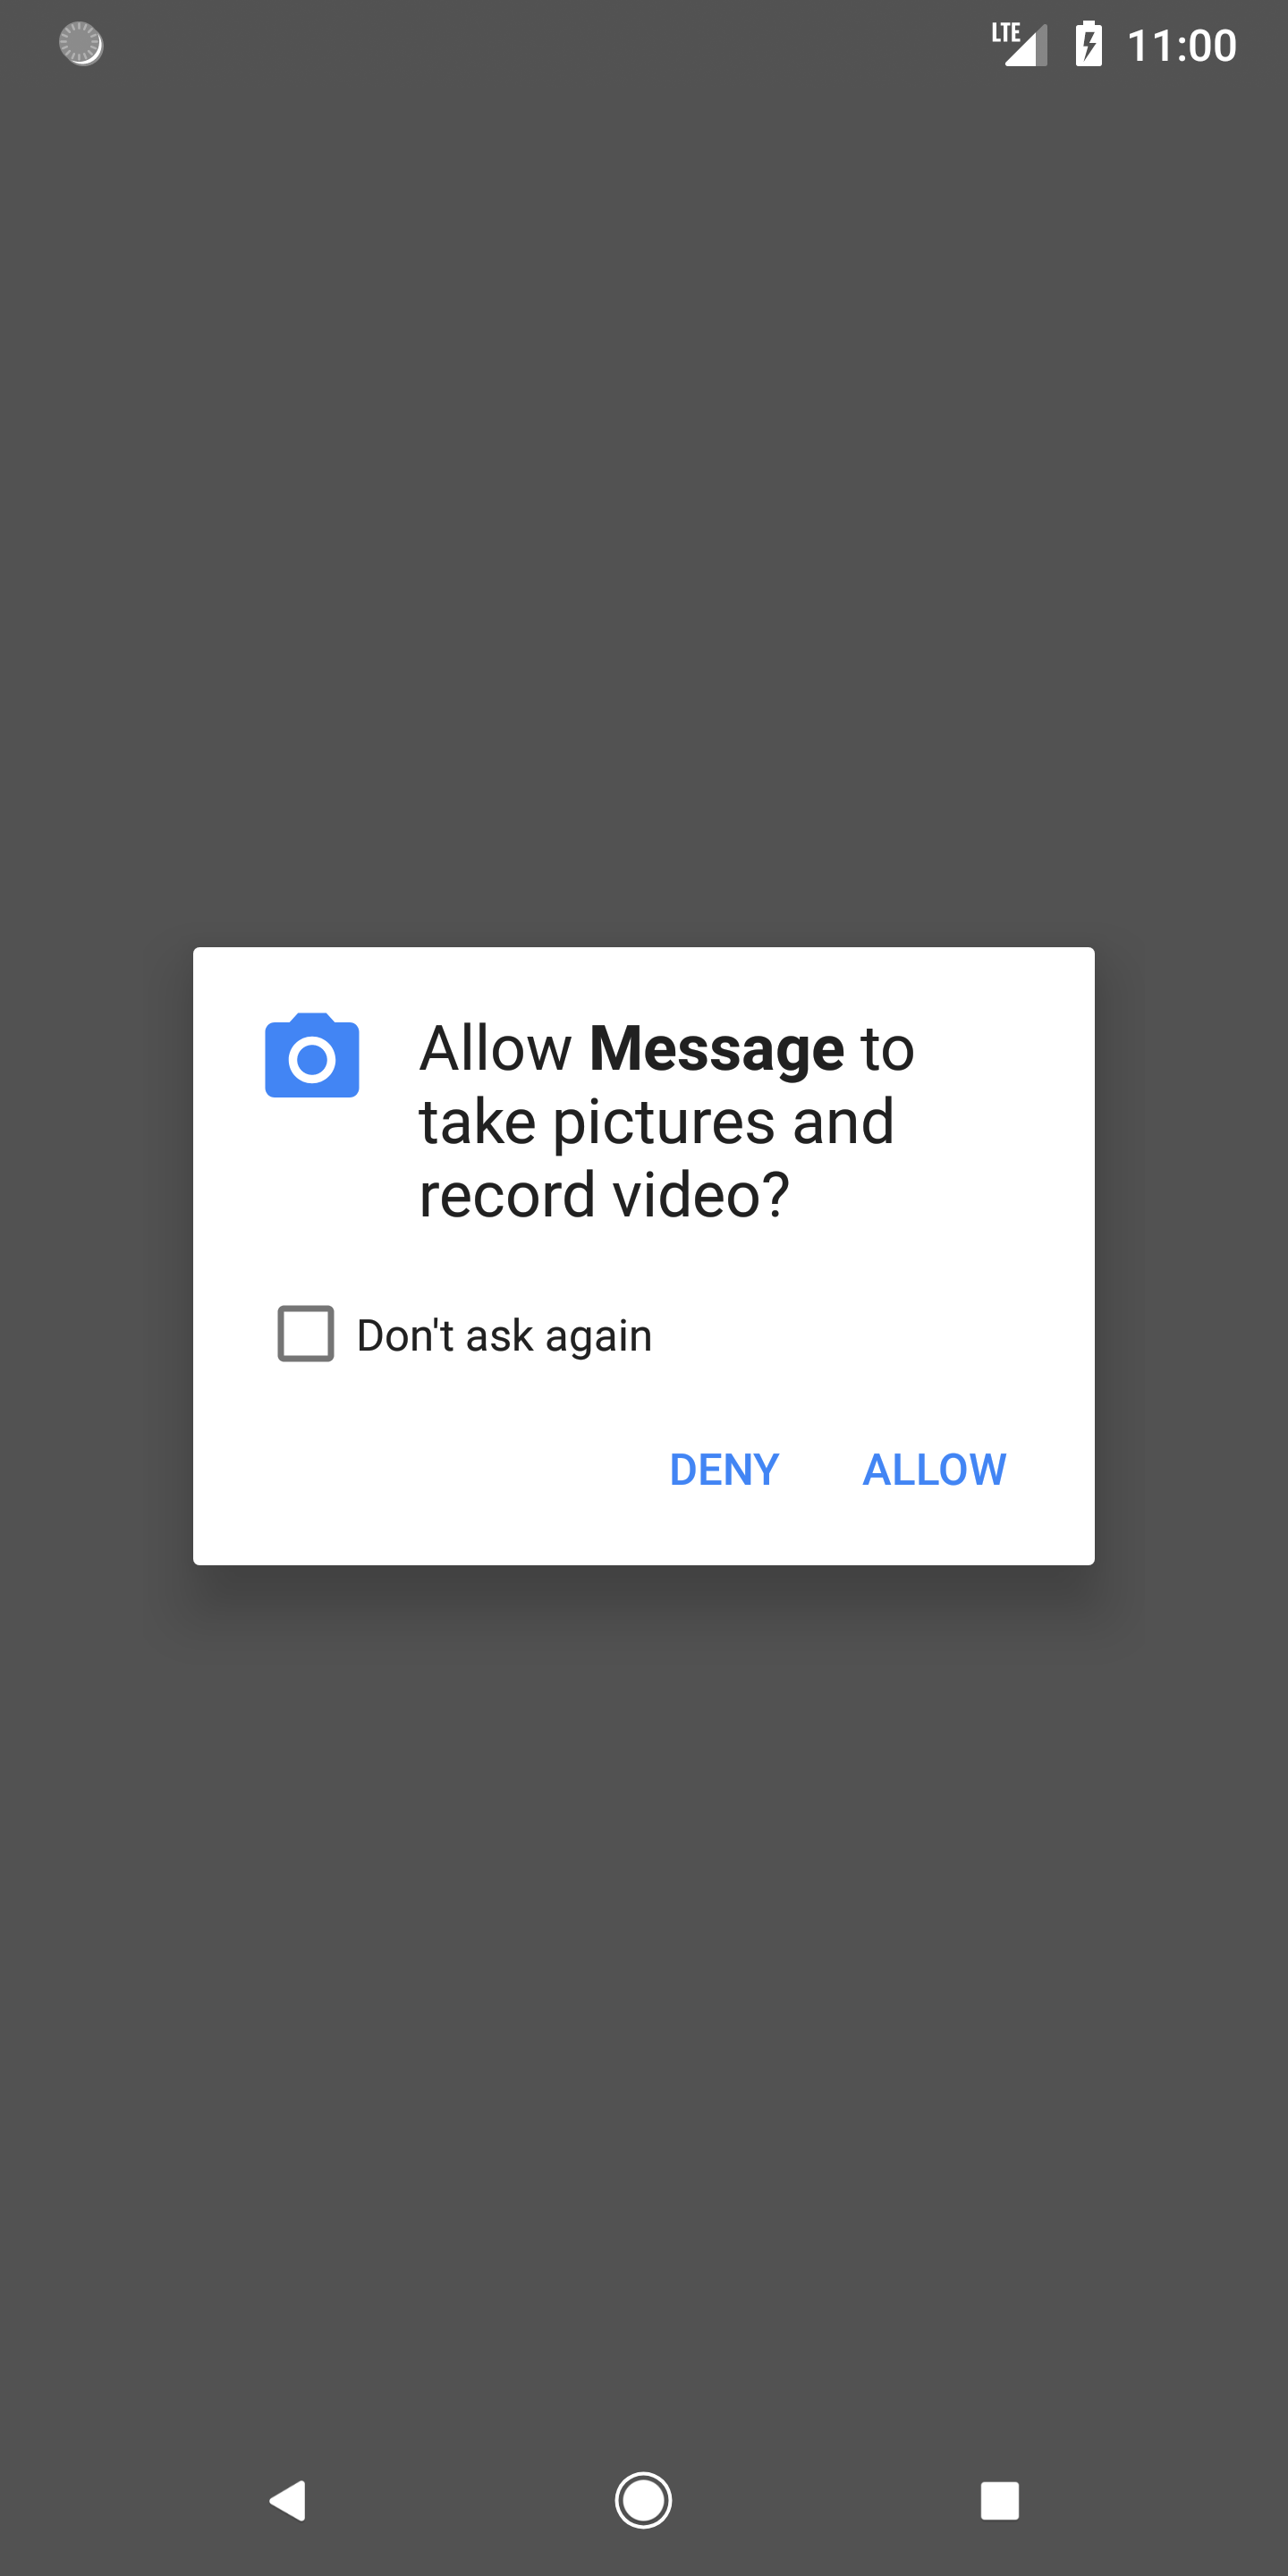 LTE 11:00
Allow Message to
take pictures and
record video?
Don't ask again
DENY ALLOW